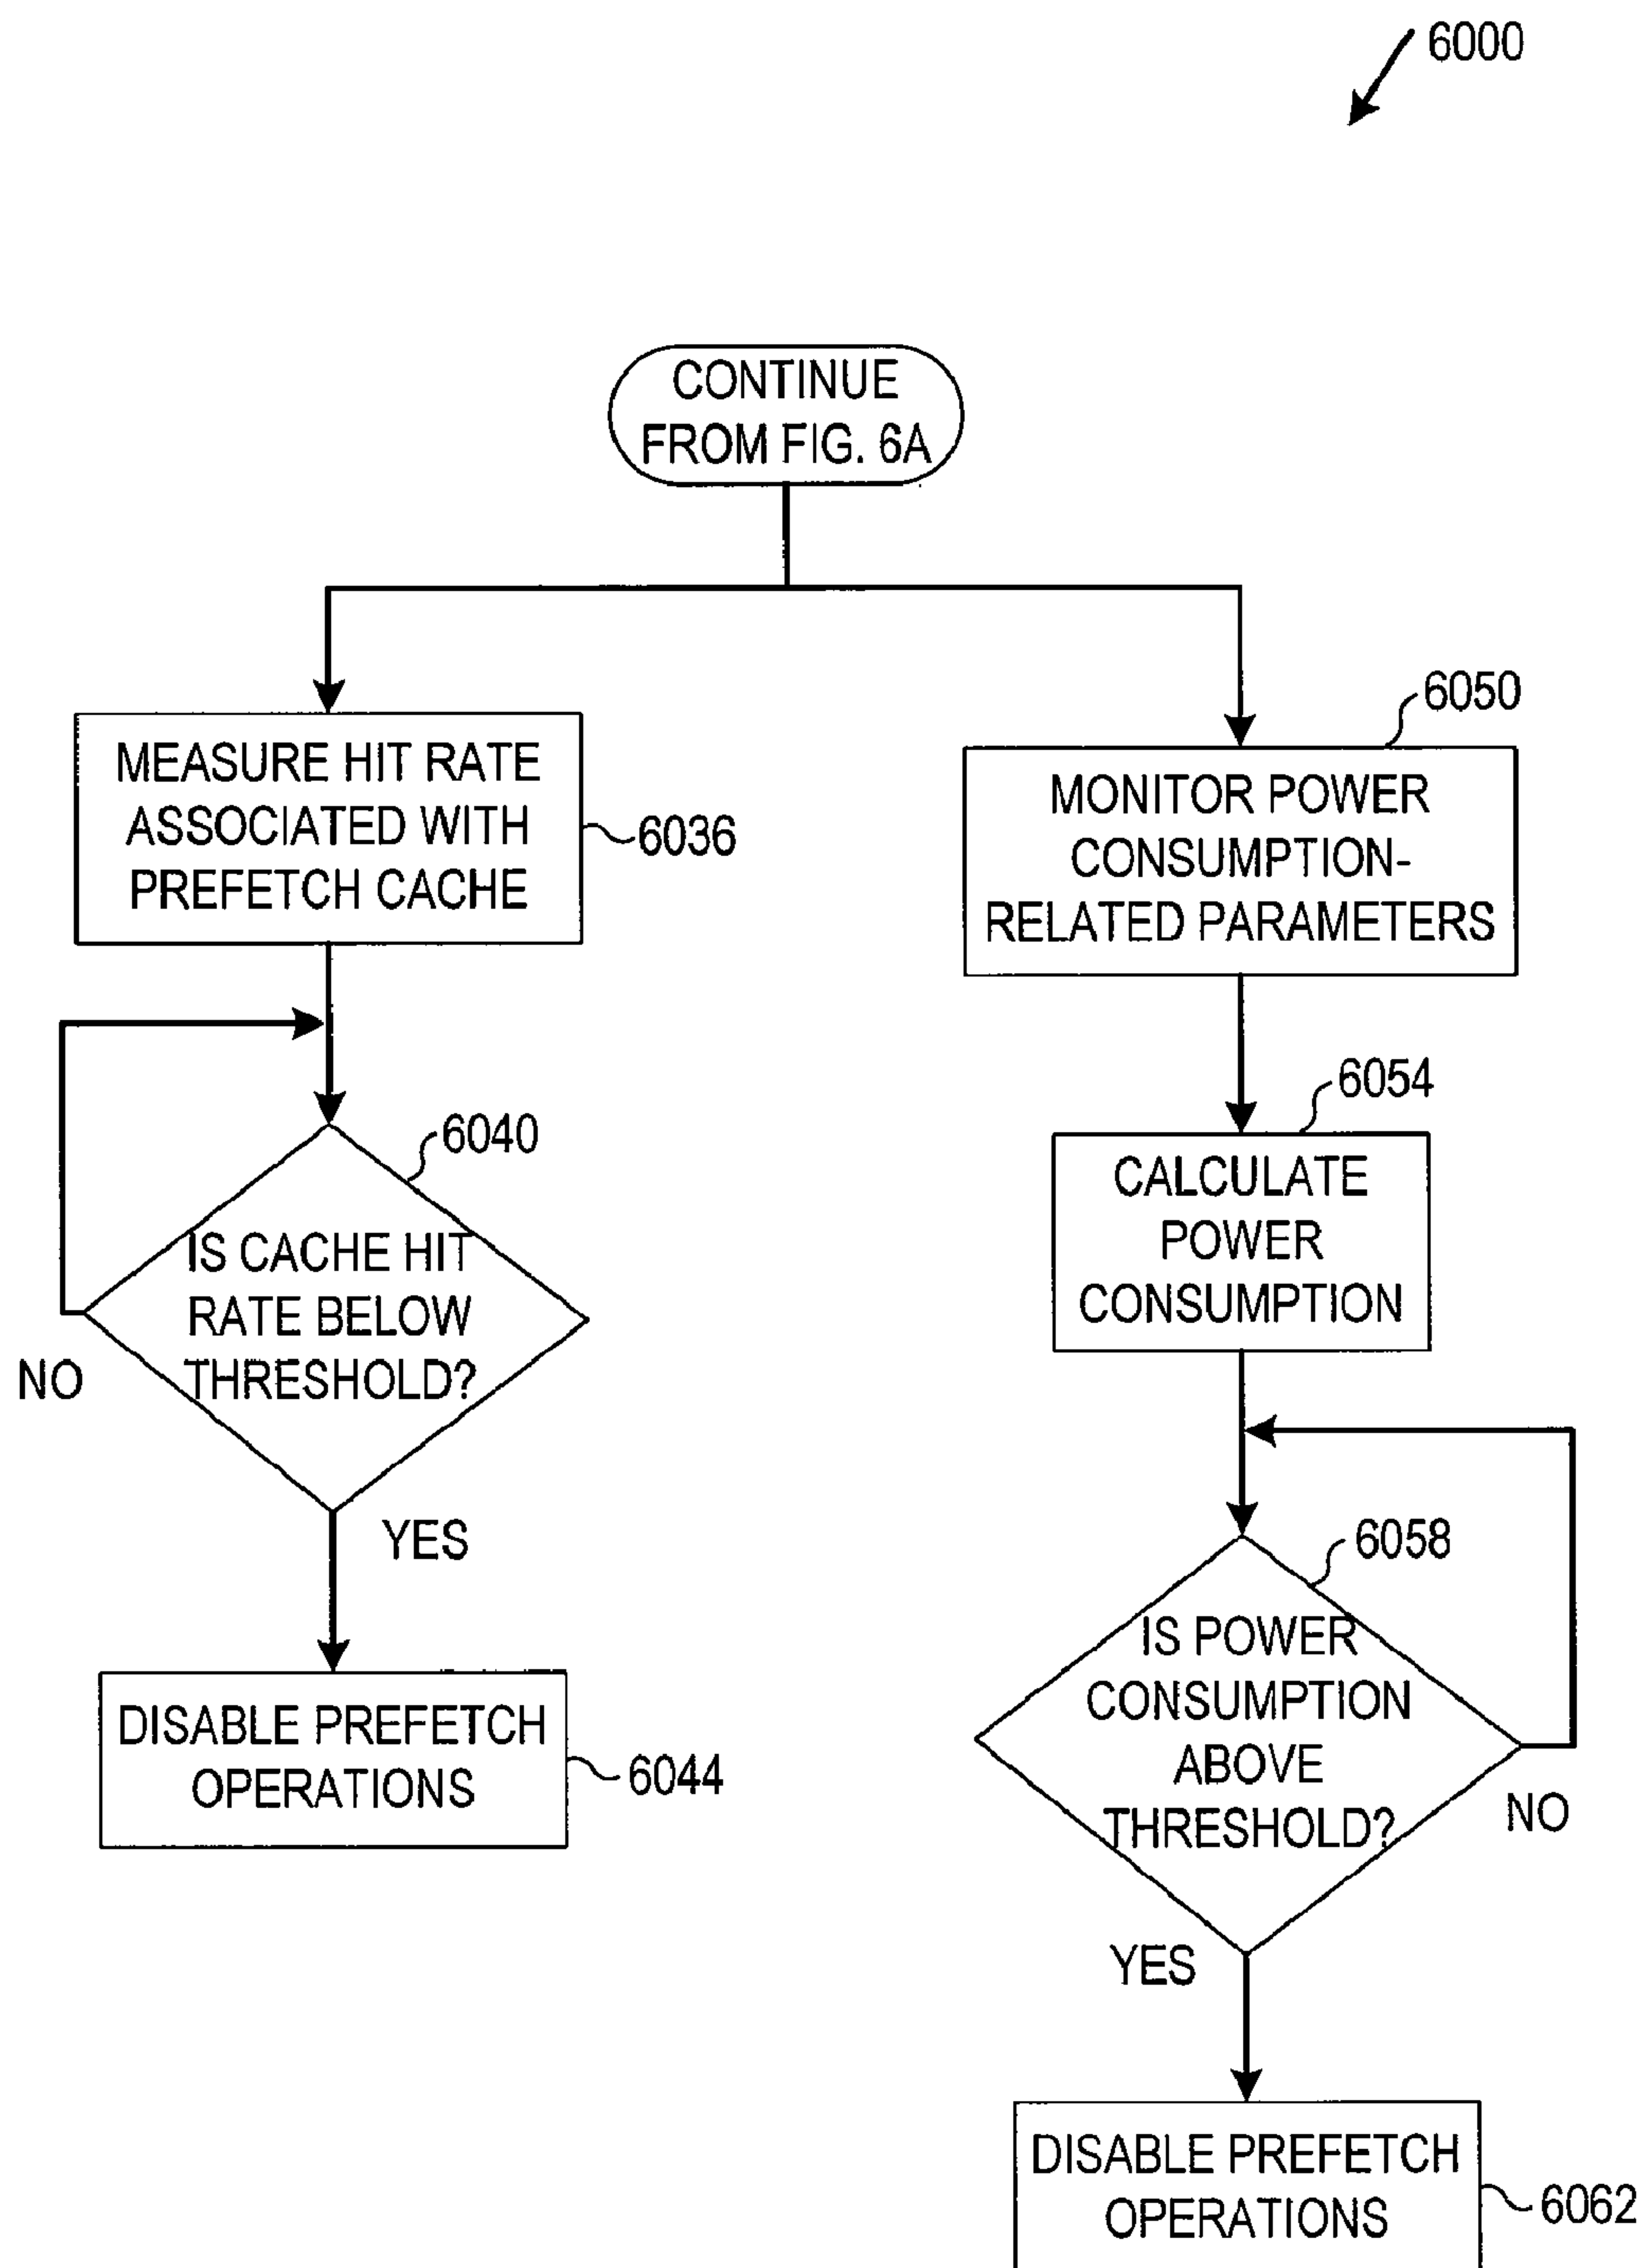 6000
CONTINUE
FROM FIG. 6A
MEASURE HIT RATE
ASSOCIATED WITH
PREFETCH CACHE
6036
6040
IS CACHE HIT
RATE BELOW
THRESHOLD?
NO
YES
DISABLE PREFETCH
OPERATIONS
6044
6050
MONITOR POWER
CONSUMPTION-
RELATED PARAMETERS
6054
CALCULATE
POWER
CONSUMPTION
6058
IS POWER
CONSUMPTION
ABOVE
THRESHOLD?
NO
YES
DISABLE PREFETCH
OPERATIONS
6062